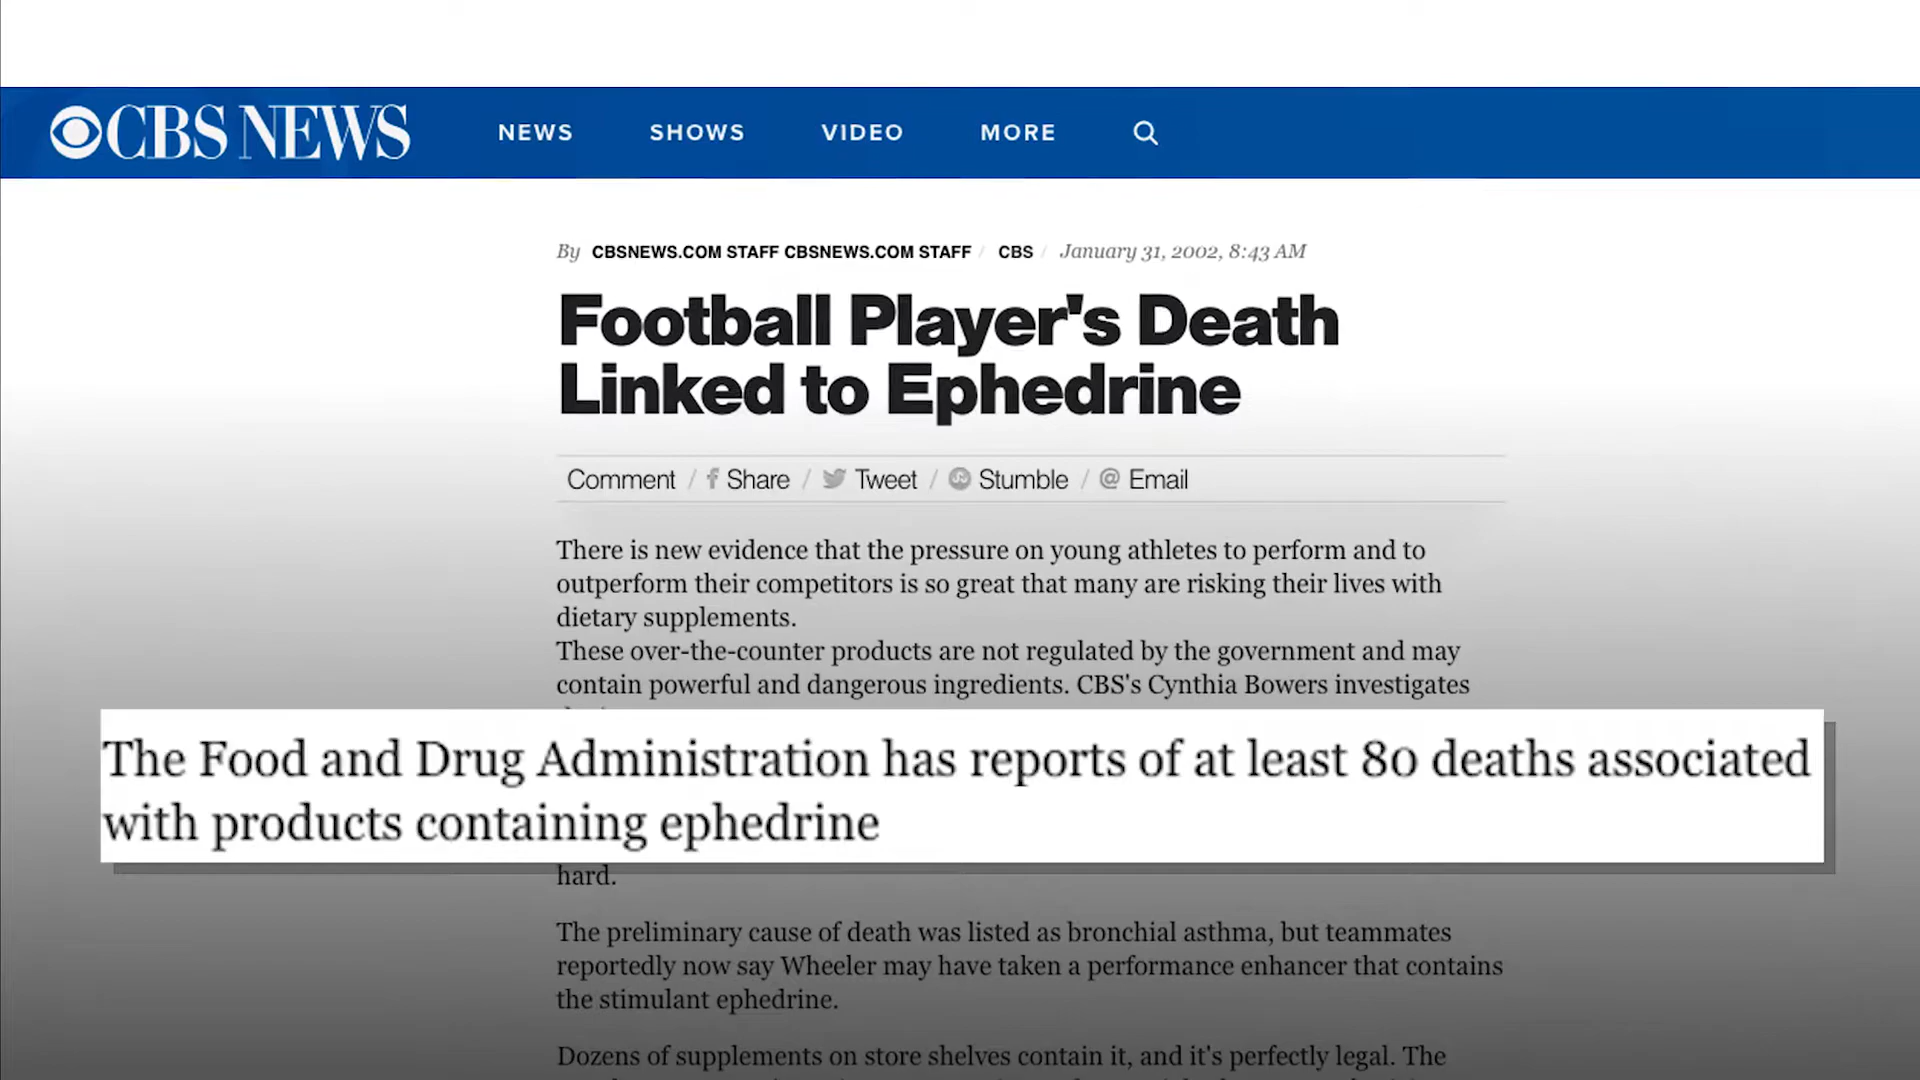 CBS NEWS NEWS SHOWS VIDEO MORE
By CBSNEWS.COM STAFF CBSNEWS.COM STAFF / CBS / January 31, 2002, 8:43 AM
Football Player's Death
Linked to Ephedrine
Comment / Share / Tweet / Stumble / @ Email
There is new evidence that the pressure on young athletes to perform and to
outperform their competitors is so great that many are risking their lives with
dietary supplements.
These over-the-counter products are not regulated by the government and may
contain powerful and dangerous ingredients. CBS's Cynthia Bowers investigates
The Food and Drug Administration has reports of at least 80 deaths associated
with products containing ephedrine
hard.
The preliminary cause of death was listed as bronchial asthma, but teammates
reportedly now say Wheeler may have taken a performance enhancer that contains
the stimulant ephedrine.
Dozens of supplements on store shelves contain it, and it's perfectly legal. The